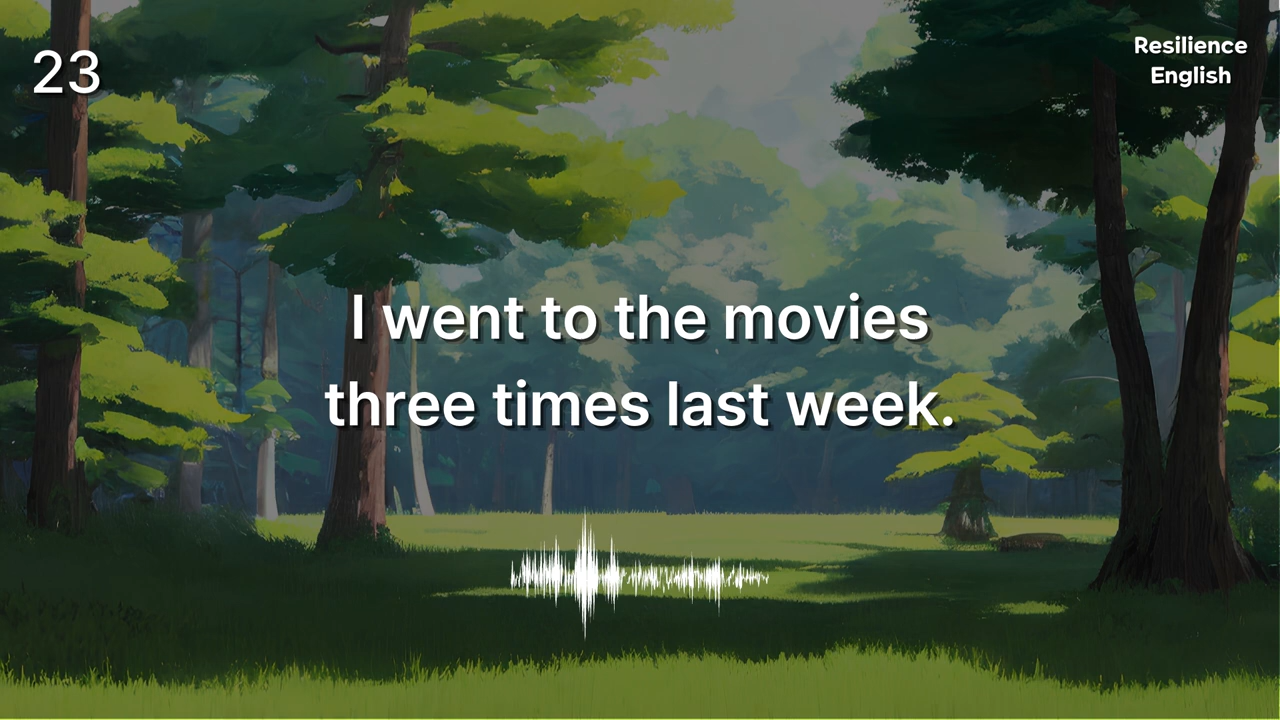 23
Resilience
English
I went to the movies
three times last week.